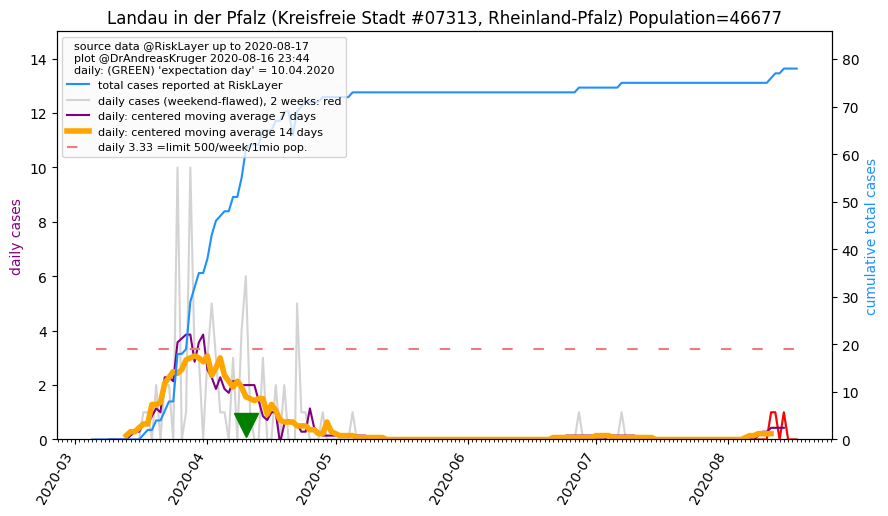 Landau in der Pfalz (Kreisfreie Stadt #07313, Rheinland-Pfalz) Population=46677
source data @RiskLayer up to 2020-08-17
plot @DrAndreasKruger 2020-08-16 23:44
daily: (GREEN) 'expectation day' = 10.04.2020
total cases reported at RiskLayer
daily cases (weekend-flawed), 2 weeks: red
daily: centered moving average 7 days
daily: centered moving average 14 days
daily 3.33 =limit 500/week/1mio pop.
daily cases
14
12
10
8
6
4
2
0
80
70
60
50
40
30
20
10
0
cumulative total cases
2020-03
2020-04
2020-05
2020-06
2020-07
2020-08